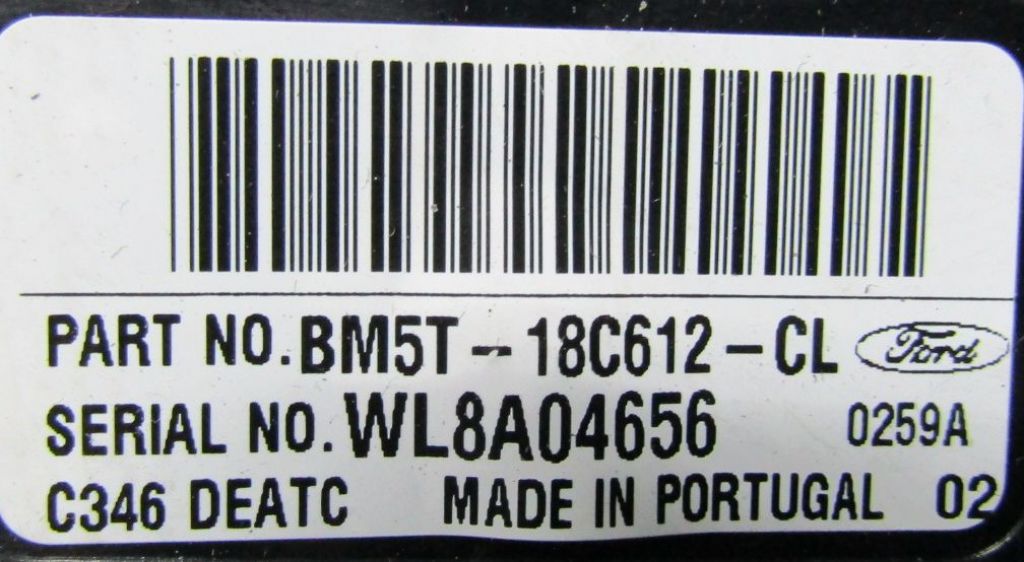 PART NO. BM5T-18C612-CL Ford
SERIAL NO. WL8A04656 0259A
C346 DEATC MADE IN PORTUGAL 02